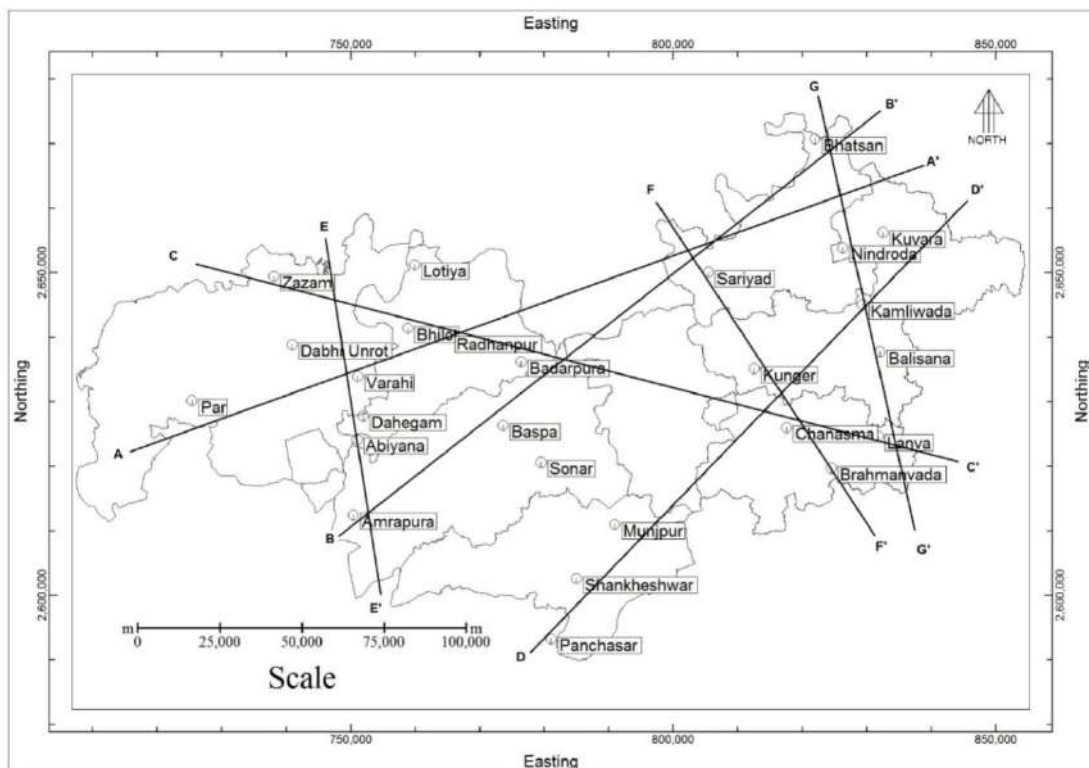 Easting
750,000 800,000 850,000
G
B'
NORTH
Bhatsan
A'
F
D'
E
Kuvara
C
Nindroda
Lotiya
2,650,000
Zazam
Sariyad
2,650,000
Kamliwada
Bhilot
Radhanpur
Dabhi Unrot
Balisana
Badarpura
Kunger
Varahi
Northing
Northing
Par
Dahegam
Baspa
Chanasma
Lanva
Abiyana
A
C'
Sonar
Brahmanvada
Amrapura
Munjpur
B
F'
G'
Shankheshwar
2,600,000
E'
2,600,000
m m
0 25,000 50,000 75,000 100,000
Panchasar
D
Scale
750,000 800,000 850,000
Easting